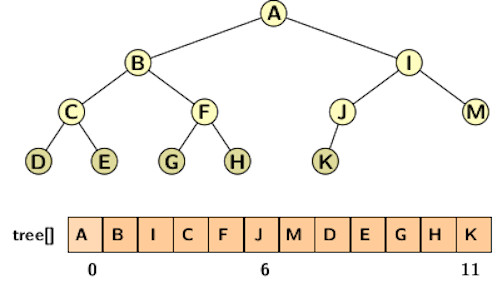 A
B I
C F J M
D E G H K
tree[] A B I C F J M D E G H K
0 6 11